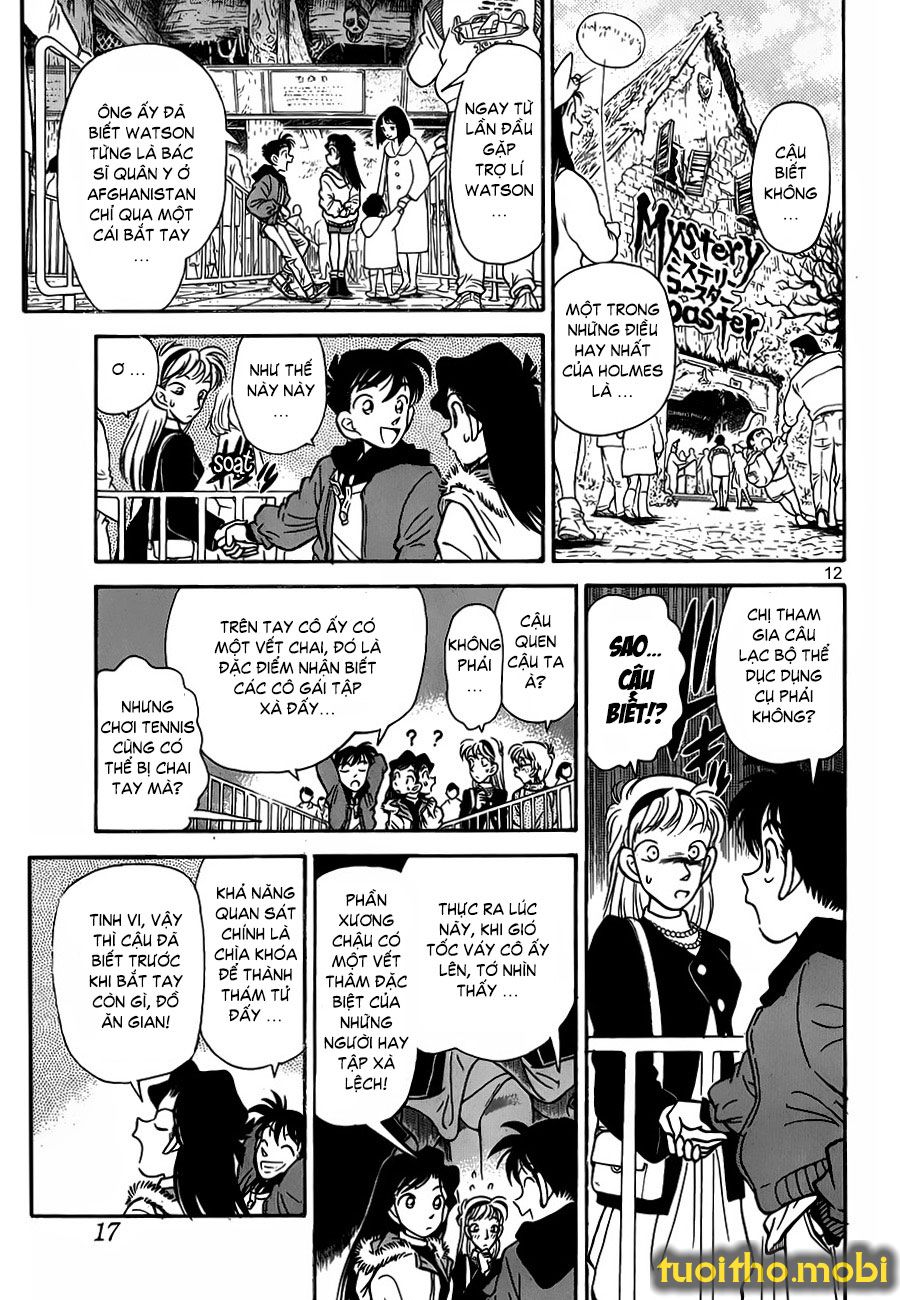 CẬU
BIẾT
KHÔNG
...
Mystery
ミステリー
コースター
Coaster
MỘT TRONG
NHỮNG ĐIỀU
HAY NHẤT
CỦA HOLMES
LÀ ...
NGAY TỪ
LẦN ĐẦU
GẶP
TRỢ LÍ
WATSON
...
ÔNG ẤY ĐÃ
BIẾT WATSON
TỪNG LÀ BÁC
SĨ QUÂN Y Ở
AFGHANISTAN
CHỈ QUA MỘT
CÁI BẮT TAY
...
NHƯ THẾ
NÀY NÀY
...
Ơ ...
soạt
12
CHỊ THAM
GIA CÂU
LẠC BỘ THỂ
DỤC DỤNG
CỤ PHẢI
KHÔNG?
SAO...
CẬU
BIẾT!?
CẬU
QUEN
CẬU TA
À?
KHÔNG
PHẢI
...
TRÊN TAY CÔ ẤY CÓ
MỘT VẾT CHAI, ĐÓ LÀ
ĐẶC ĐIỂM NHẬN BIẾT
CÁC CÔ GÁI TẬP
XÀ ĐẤY...
? ?
NHƯNG
CHƠI TENNIS
CŨNG CÓ
THỂ BỊ CHAI
TAY MÀ?
THỰC RA LÚC
NÃY, KHI GIÓ
TỐC VÁY CÔ ẤY
LÊN, TỚ NHÌN
THẤY ...
PHẦN
XƯƠNG
CHẬU CÓ
MỘT VẾT
THÂM ĐẶC
BIỆT CỦA
NHỮNG
NGƯỜI HAY
TẬP XÀ
LỆCH!
KHẢ NĂNG
QUAN SÁT
CHÍNH LÀ
CHÌA KHÓA
ĐỂ THÀNH
THÁM TỬ
ĐẤY ...
TINH VI, VẬY
THÌ CẬU ĐÃ
BIẾT TRƯỚC
KHI BẮT TAY
CÒN GÌ, ĐỒ
ĂN GIAN!
17
tuoitho.mobi